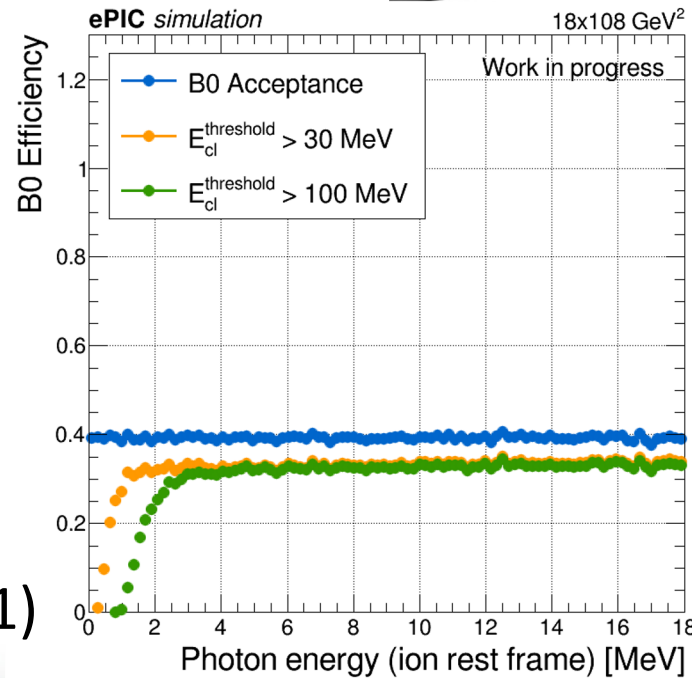 ePIC simulation 18x108 GeV²
Work in progress
B0 Acceptance
E_cl^threshold > 30 MeV
E_cl^threshold > 100 MeV
B0 Efficiency
1.2
1
0.8
0.6
0.4
0.2
0
0 2 4 6 8 10 12 14 16 18
Photon energy (ion rest frame) [MeV]
1)